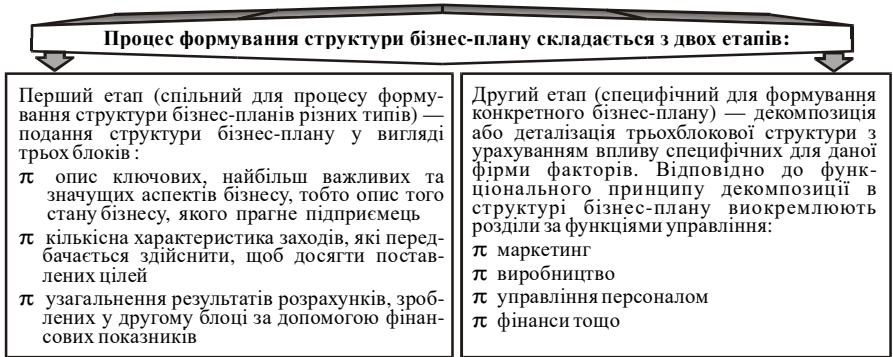 Процес формування структури бізнес-плану складається з двох етапів:
Перший етап (спільний для процесу форму-
вання структури бізнес-планів різних типів) —
подання структури бізнес-плану у вигляді
трьох блоків :
π опис ключових, найбільш важливих та
значущих аспектів бізнесу, тобто опис того
стану бізнесу, якого прагне підприємець
π кількісна характеристика заходів, які перед-
бачається здійснити, щоб досягти постав-
лених цілей
π узагальнення результатів розрахунків, зроб-
лених у другому блоці за допомогою фінан-
сових показників
Другий етап (специфічний для формування
конкретного бізнес-плану) — декомпозиція
або деталізація трьохблокової структури з
урахуванням впливу специфічних для даної
фірми факторів. Відповідно до функ-
ціонального принципу декомпозиції в
структурі бізнес-плану виокремлюють
розділи за функціями управління:
π маркетинг
π виробництво
π управління персоналом
π фінанси тощо